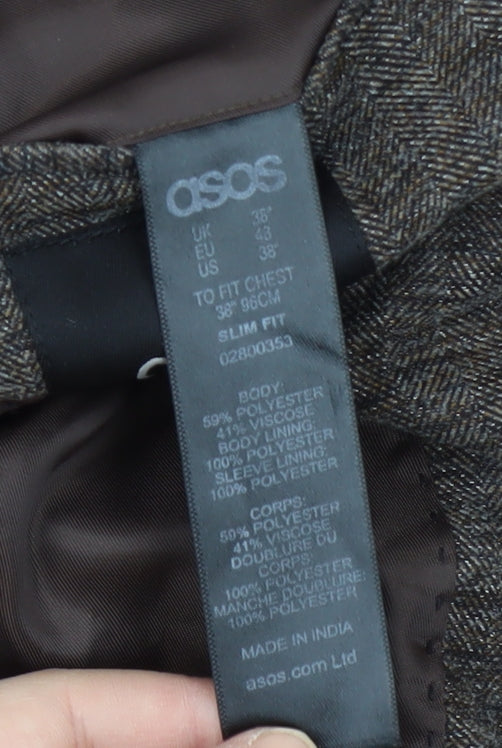 asos
UK 38"
EU 43
US 38"
TO FIT CHEST
38" 96CM
SLIM FIT
02800353
BODY:
59% POLYESTER
41% VISCOSE
BODY LINING:
100% POLYESTER
SLEEVE LINING:
100% POLYESTER
CORPS:
59% POLYESTER
41% VISCOSE
DOUBLURE DU
CORPS:
100% POLYESTER
MANCHE DOUBLURE:
100% POLYESTER
MADE IN INDIA
asos.com Ltd